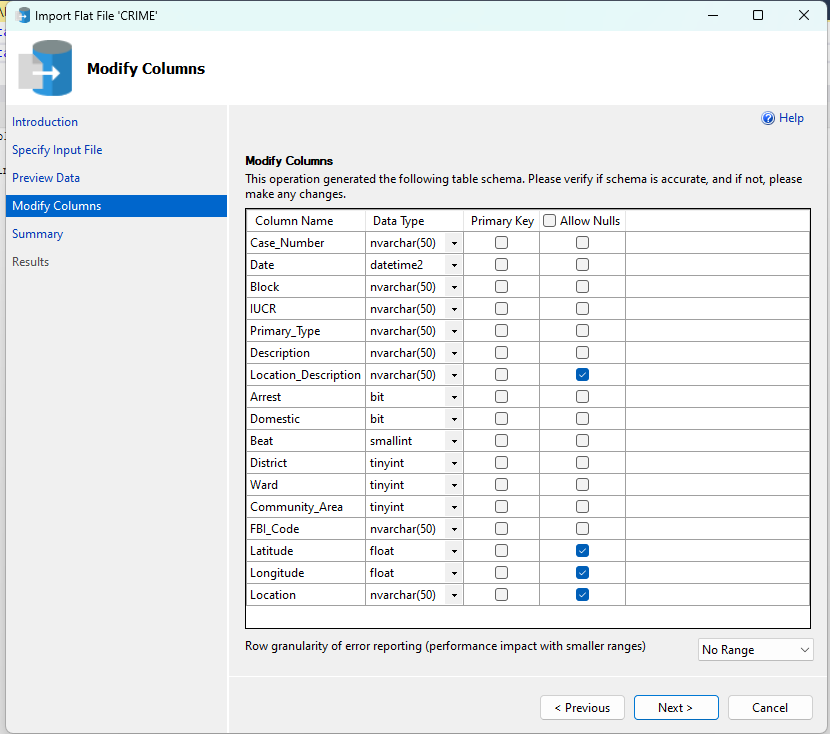 Import Flat File 'CRIME'
Modify Columns
Introduction
Specify Input File
Preview Data
Modify Columns
Summary
Results
Help
Modify Columns
This operation generated the following table schema. Please verify if schema is accurate, and if not, please
make any changes.
Column Name Data Type Primary Key Allow Nulls
Case_Number nvarchar(50)
Date datetime2
Block nvarchar(50)
IUCR nvarchar(50)
Primary_Type nvarchar(50)
Description nvarchar(50)
Location_Description nvarchar(50)
Arrest bit
Domestic bit
Beat smallint
District tinyint
Ward tinyint
Community_Area tinyint
FBI_Code nvarchar(50)
Latitude float
Longitude float
Location nvarchar(50)
Row granularity of error reporting (performance impact with smaller ranges) No Range
< Previous Next > Cancel